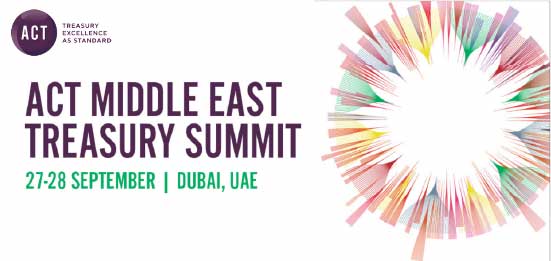 ACT
TREASURY
EXCELLENCE
AS STANDARD
ACT MIDDLE EAST
TREASURY SUMMIT
27-28 SEPTEMBER | DUBAI, UAE